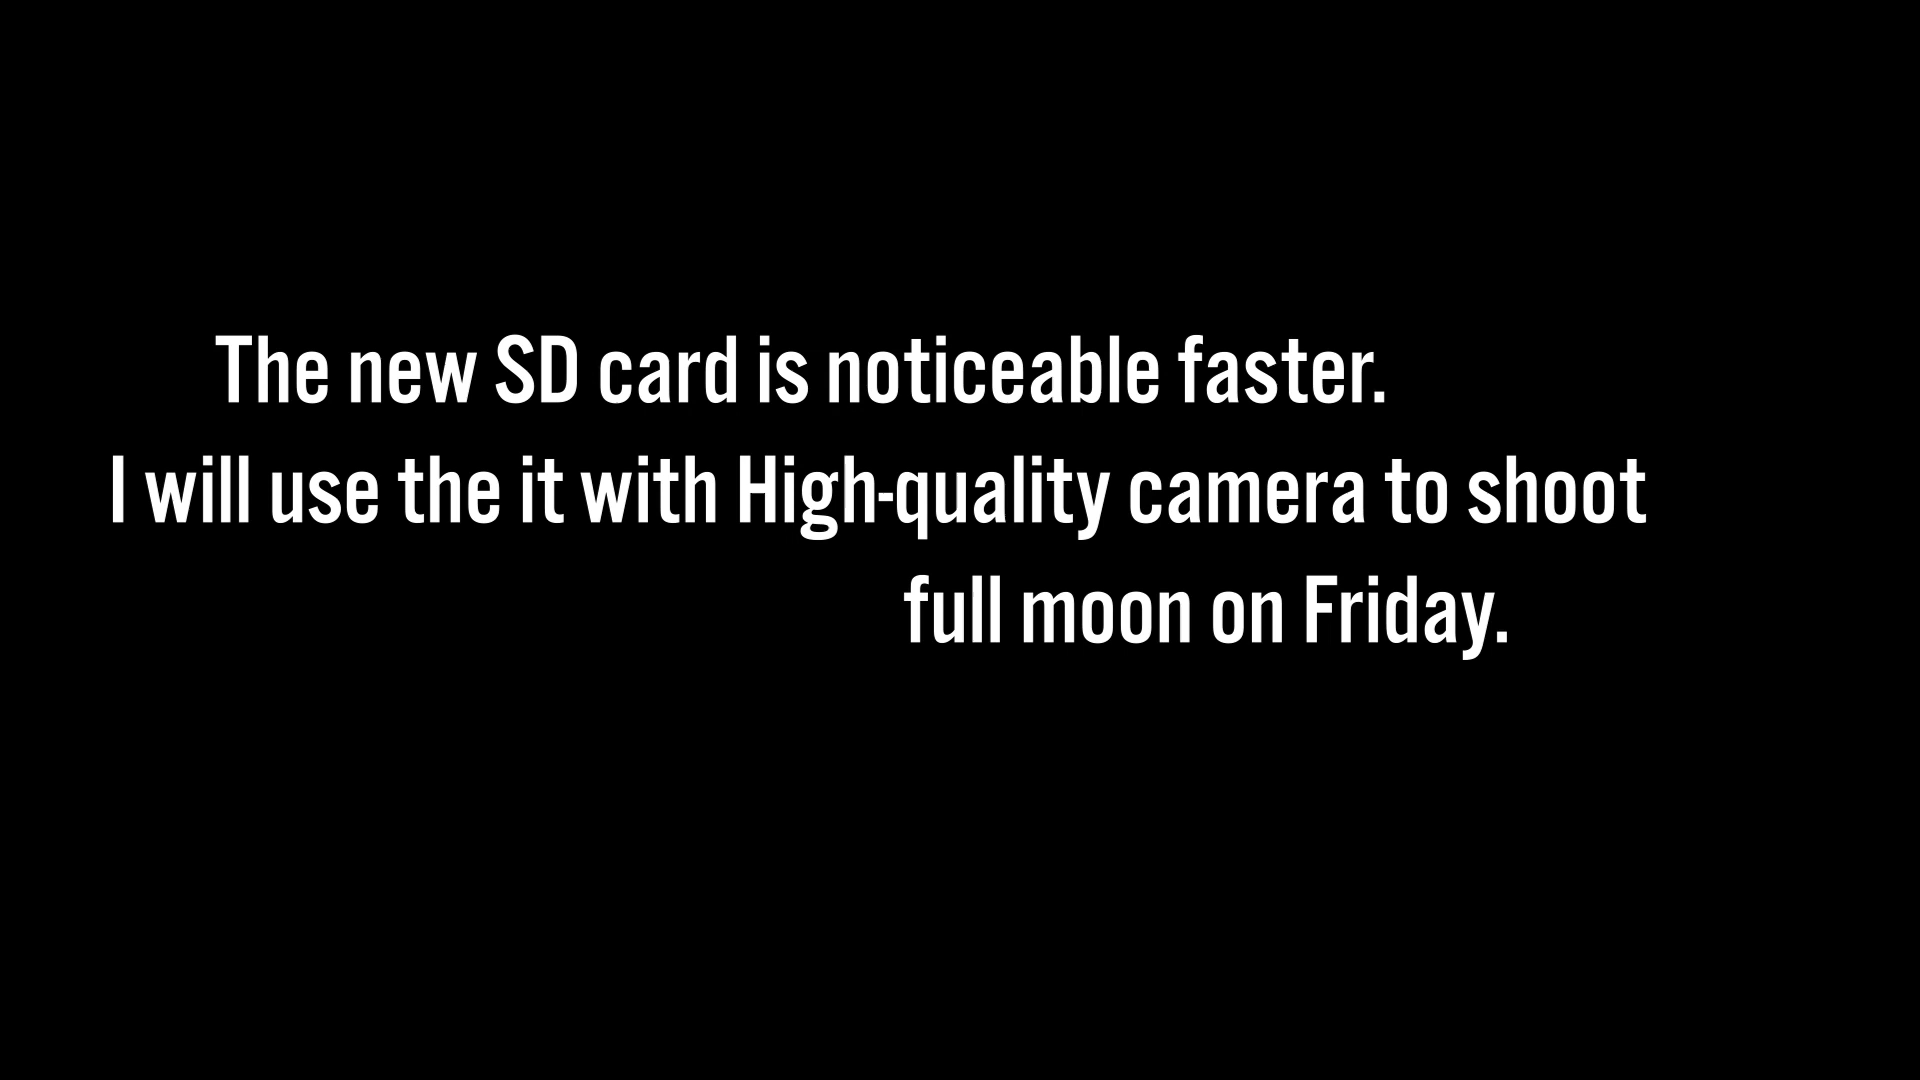 The new SD card is noticeable faster.
I will use the it with High-quality camera to shoot
full moon on Friday.